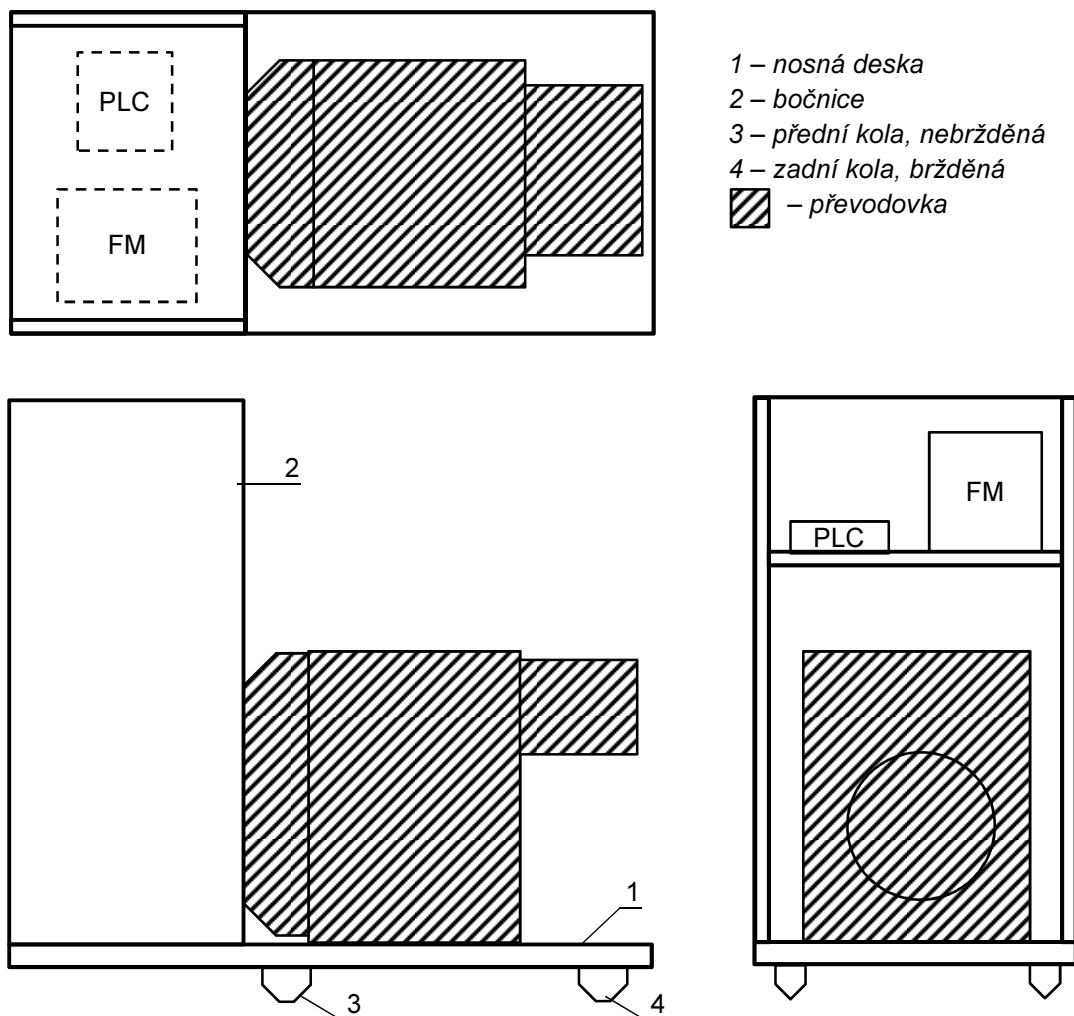 PLC
FM
1 – nosná deska
2 – bočnice
3 – přední kola, nebržděná
4 – zadní kola, bržděná
– převodovka
2
1
3
4
FM
PLC